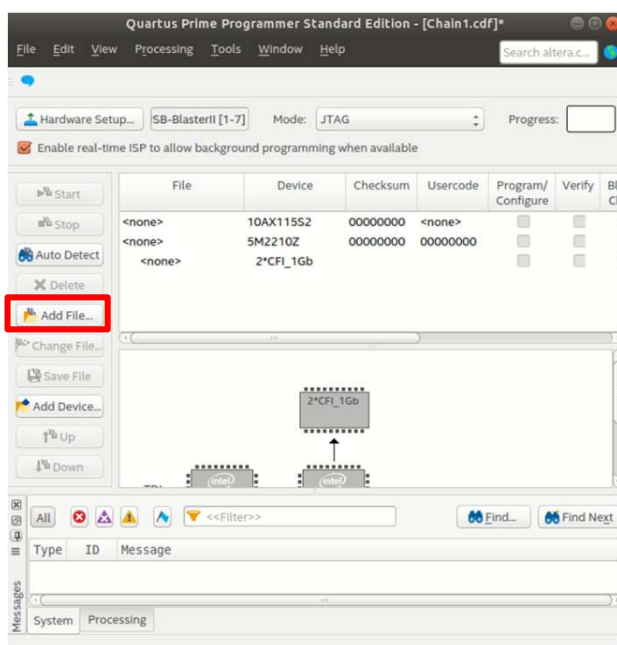 Quartus Prime Programmer Standard Edition - [Chain1.cdf]*
File Edit View Processing Tools Window Help Search altera.c...
Hardware Setup... SB-BlasterII [1-7] Mode: JTAG Progress:
Enable real-time ISP to allow background programming when available
Start
Stop
Auto Detect
Delete
Add File...
Change File...
Save File
Add Device...
Up
Down
File Device Checksum Usercode Program/ Configure Verify
<none> 10AX115S2 00000000 <none>
<none> 5M2210Z 00000000 00000000
<none> 2*CFI_1Gb
2*CFI_1Gb
(intel) (intel)
All <<Filter>> Find... Find Next
Type ID Message
Messages
System Processing